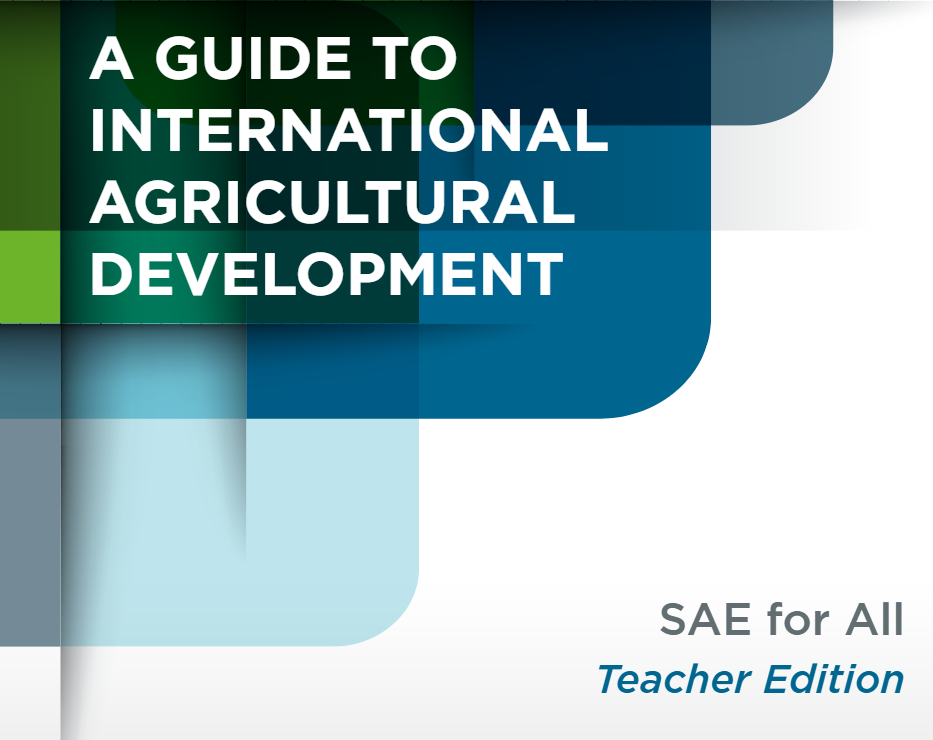 A GUIDE TO
INTERNATIONAL
AGRICULTURAL
DEVELOPMENT
SAE for All
Teacher Edition